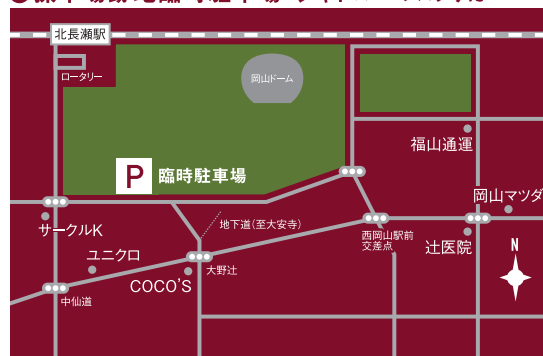 北長瀬駅
ロータリー
岡山ドーム
福山通運
P 臨時駐車場
岡山マツダ
サークルK
地下道(至大安寺)
西岡山駅前
交差点
辻医院
ユニクロ
大野辻
COCO'S
中仙道
N